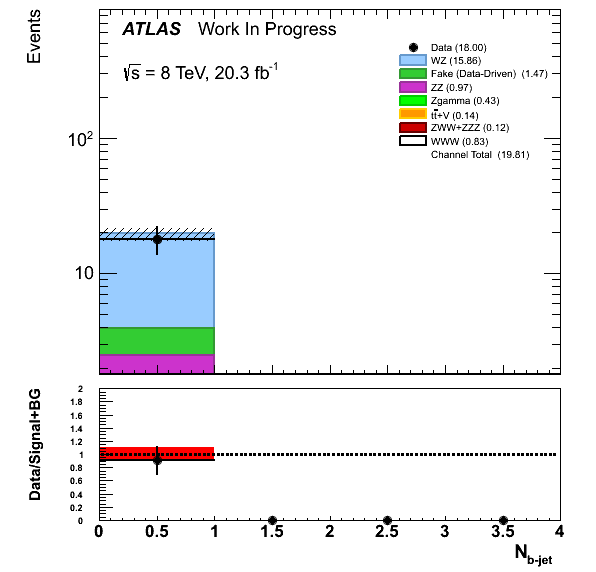 Events
ATLAS Work In Progress
√s = 8 TeV, 20.3 fb⁻¹
Data (18.00)
WZ (15.86)
Fake (Data-Driven) (1.47)
ZZ (0.97)
Zgamma (0.43)
tt̄+V (0.14)
ZWW+ZZZ (0.12)
WWW (0.83)
Channel Total (19.81)
10²
10
Data/Signal+BG
2
1.8
1.6
1.4
1.2
1
0.8
0.6
0.4
0.2
0
0 0.5 1 1.5 2 2.5 3 3.5 4
N_b-jet